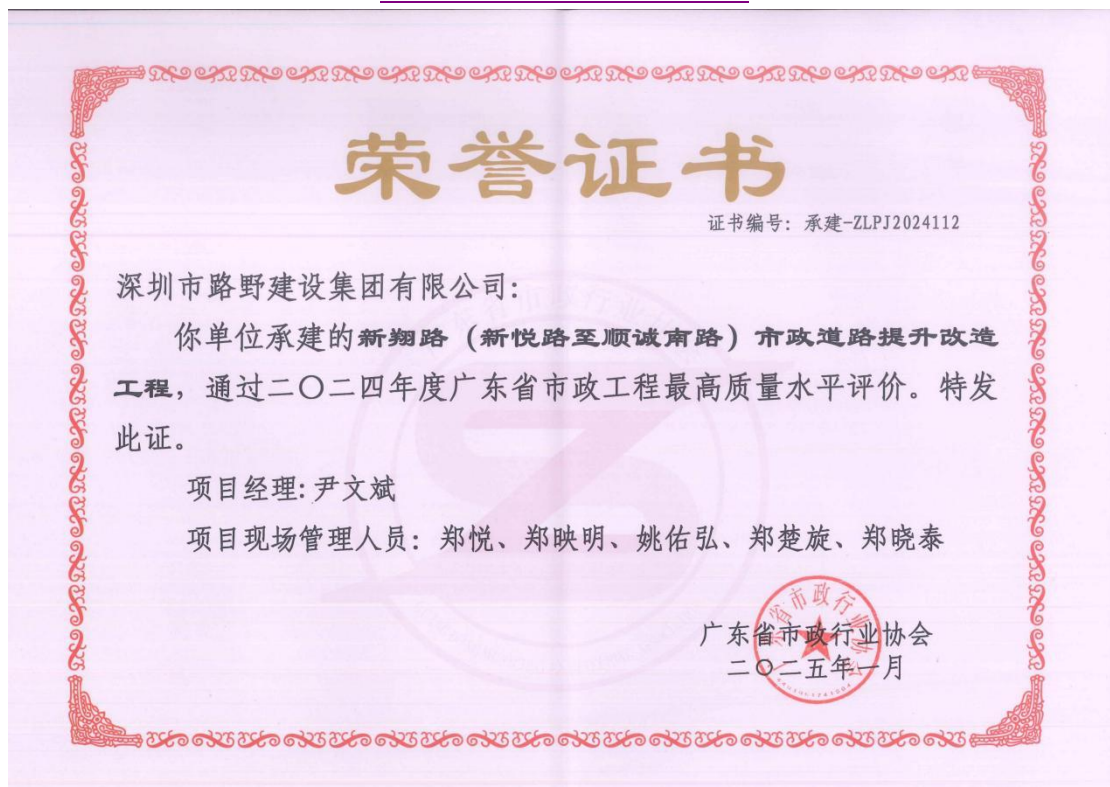 荣誉证书
证书编号：承建-ZLPJ2024112
深圳市路野建设集团有限公司：
你单位承建的新翔路（新悦路至顺诚南路）市政道路提升改造
工程，通过二〇二四年度广东省市政工程最高质量水平评价。特发
此证。
项目经理：尹文斌
项目现场管理人员：郑悦、郑映明、姚佑弘、郑楚旋、郑晓泰
广东省市政行业协会
二〇二五年一月